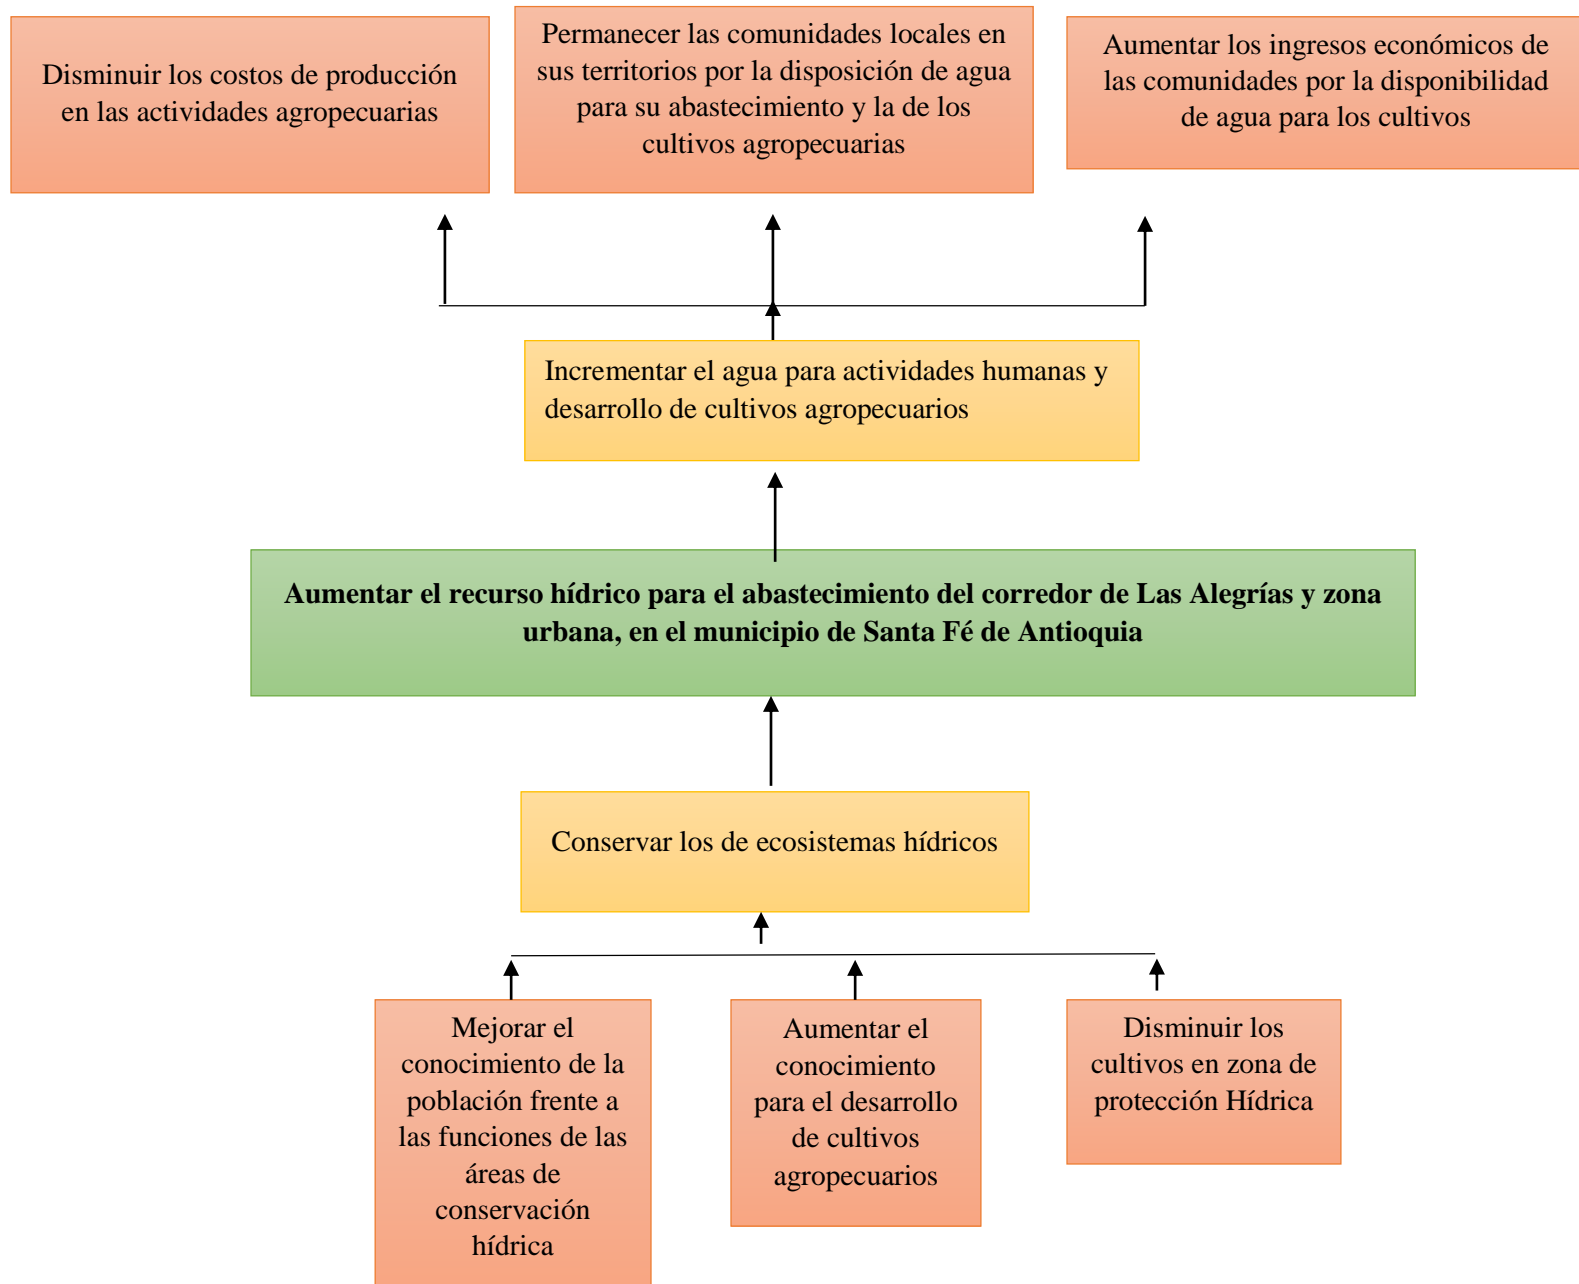 Disminuir los costos de producción
en las actividades agropecuarias
Permanecer las comunidades locales en
sus territorios por la disposición de agua
para su abastecimiento y la de los
cultivos agropecuarias
Aumentar los ingresos económicos de
las comunidades por la disponibilidad
de agua para los cultivos
Incrementar el agua para actividades humanas y
desarrollo de cultivos agropecuarios
Aumentar el recurso hídrico para el abastecimiento del corredor de Las Alegrías y zona
urbana, en el municipio de Santa Fé de Antioquia
Conservar los de ecosistemas hídricos
Mejorar el
conocimiento de la
población frente a
las funciones de las
áreas de
conservación
hídrica
Aumentar el
conocimiento
para el desarrollo
de cultivos
agropecuarios
Disminuir los
cultivos en zona de
protección Hídrica